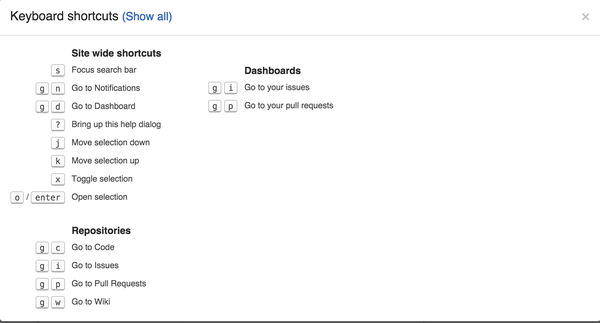 Keyboard shortcuts (Show all) ×
Site wide shortcuts
s Focus search bar
g n Go to Notifications
g d Go to Dashboard
? Bring up this help dialog
j Move selection down
k Move selection up
x Toggle selection
o / enter Open selection
Dashboards
g i Go to your issues
g p Go to your pull requests
Repositories
g c Go to Code
g i Go to Issues
g p Go to Pull Requests
g w Go to Wiki